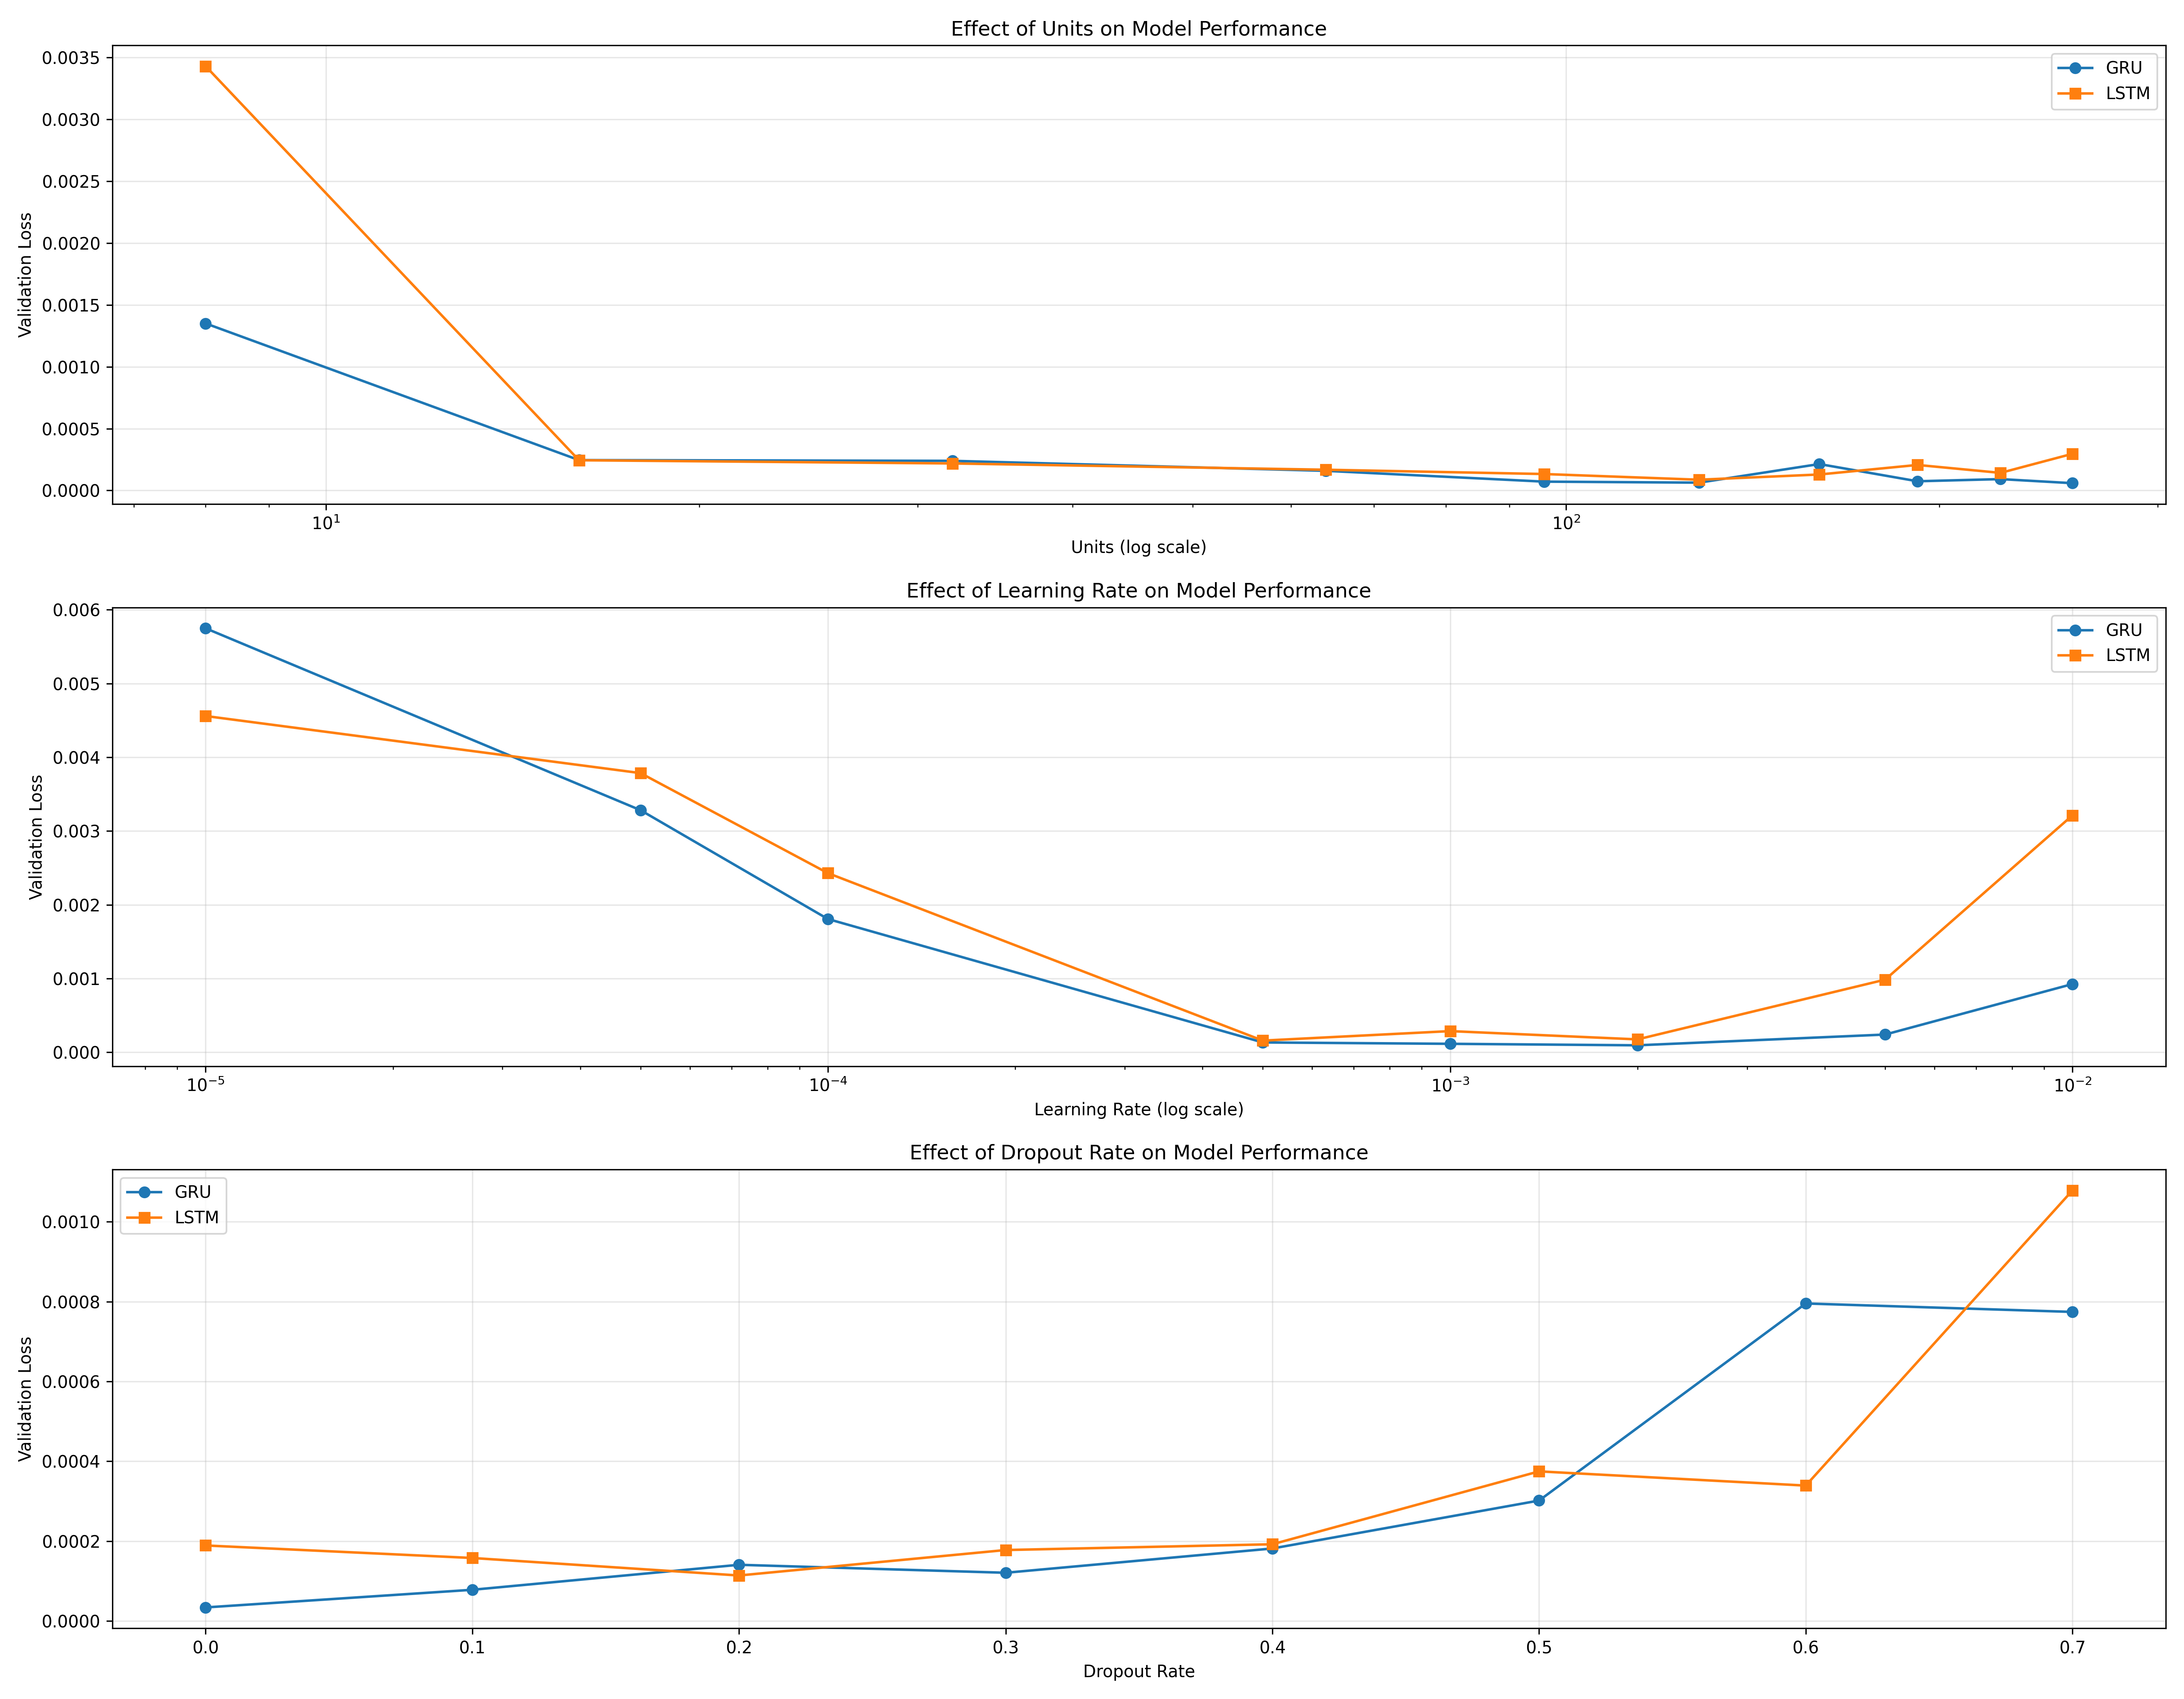 Effect of Units on Model Performance
GRU
LSTM
Validation Loss
0.0035
0.0030
0.0025
0.0020
0.0015
0.0010
0.0005
0.0000
10¹
10²
Units (log scale)
Effect of Learning Rate on Model Performance
GRU
LSTM
Validation Loss
0.006
0.005
0.004
0.003
0.002
0.001
0.000
10⁻⁵
10⁻⁴
10⁻³
10⁻²
Learning Rate (log scale)
Effect of Dropout Rate on Model Performance
GRU
LSTM
Validation Loss
0.0010
0.0008
0.0006
0.0004
0.0002
0.0000
0.0
0.1
0.2
0.3
0.4
0.5
0.6
0.7
Dropout Rate